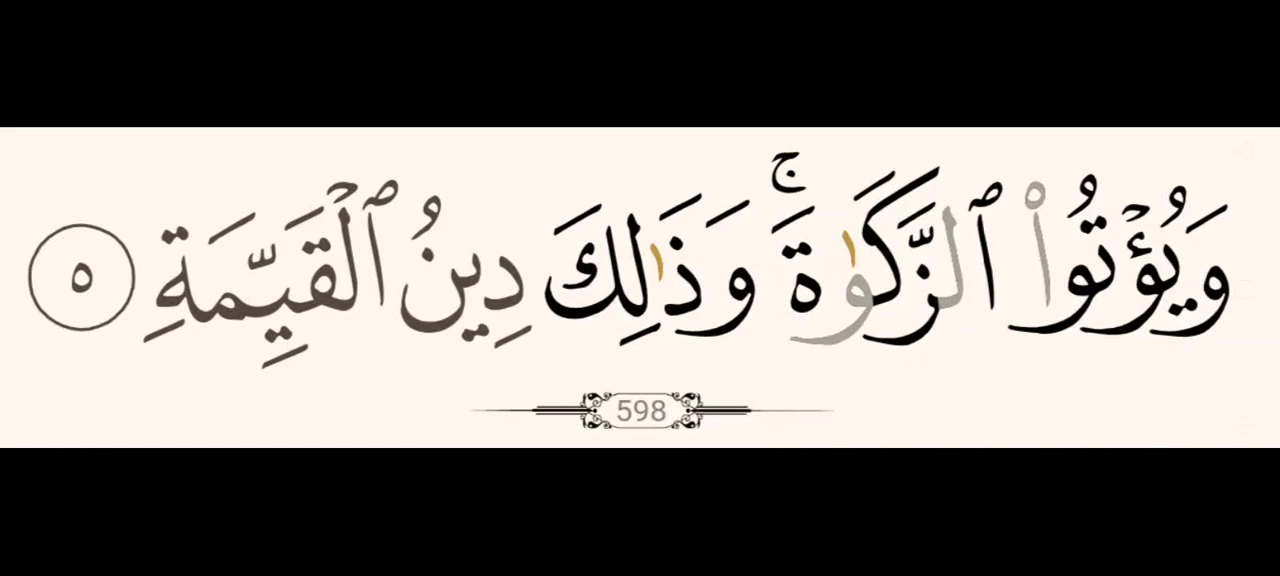 وَيُؤۡتُواْ ٱلزَّكَوٰةَۚ وَذَٰلِكَ دِينُ ٱلۡقَيِّمَةِ ٥
598